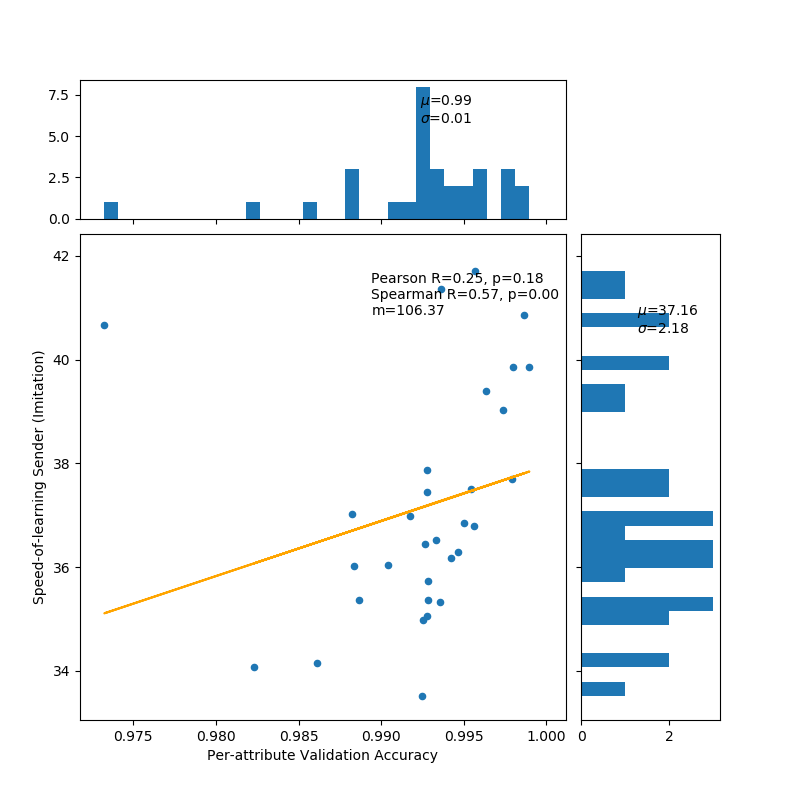 7.5
5.0
2.5
0.0
μ=0.99
σ=0.01
42
40
38
36
34
Speed-of-learning Sender (Imitation)
Pearson R=0.25, p=0.18
Spearman R=0.57, p=0.00
m=106.37
μ=37.16
σ=2.18
0.975 0.980 0.985 0.990 0.995 1.000
0 2
Per-attribute Validation Accuracy